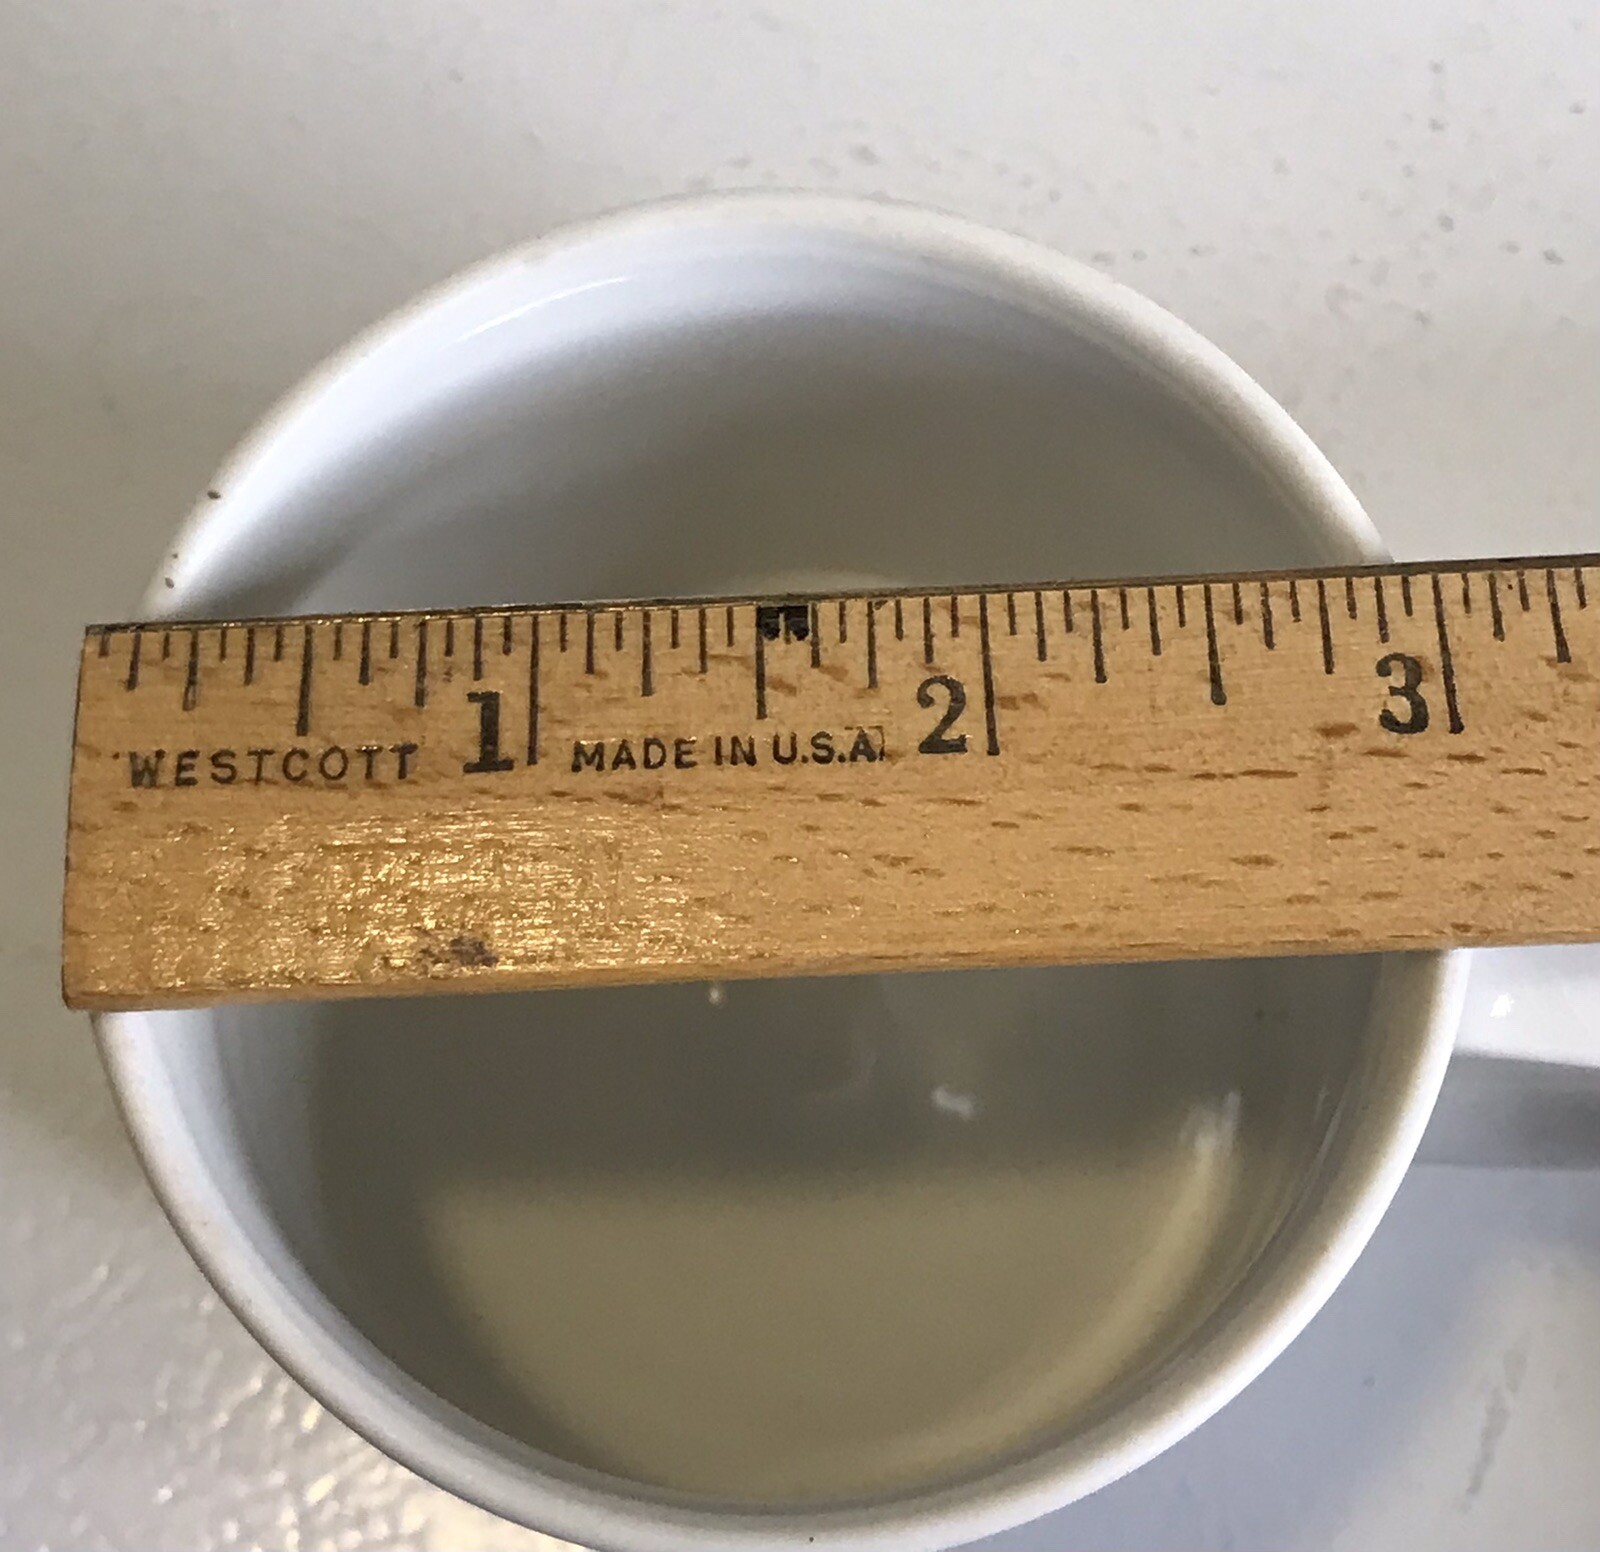 1 2 3
WESTCOTT MADE IN U.S.A.